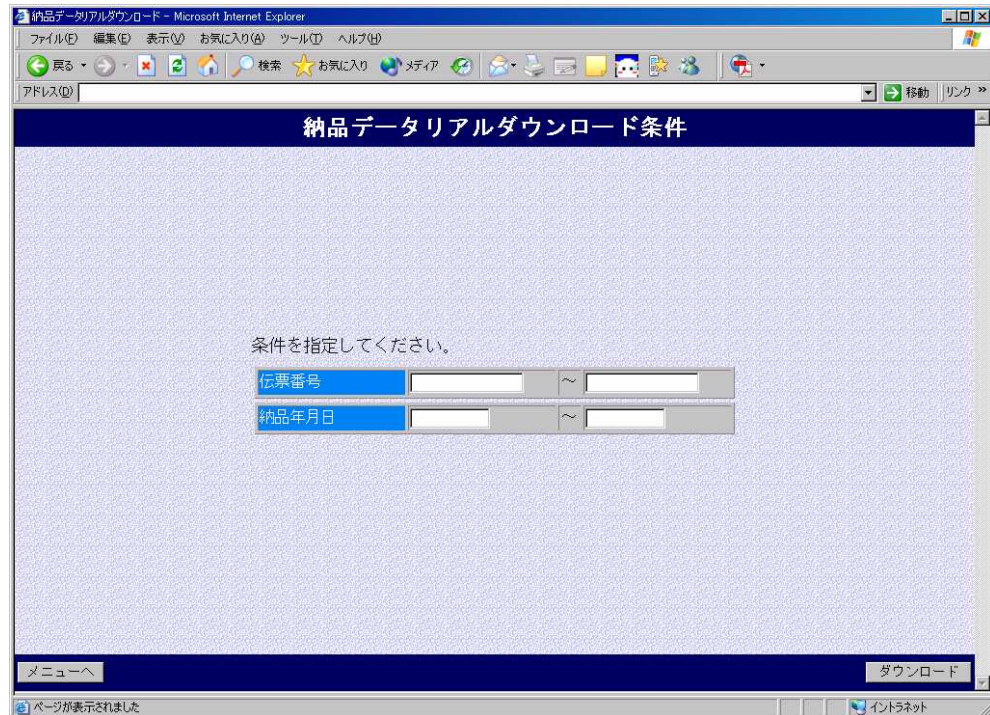 納品データリアルダウンロード - Microsoft Internet Explorer
ファイル(F) 編集(E) 表示(V) お気に入り(A) ツール(T) ヘルプ(H)
戻る 検索 お気に入り メディア
アドレス(D) 移動 リンク »
納品データリアルダウンロード条件
条件を指定してください。
伝票番号 ～
納品年月日 ～
メニューへ ダウンロード
ページが表示されました イントラネット